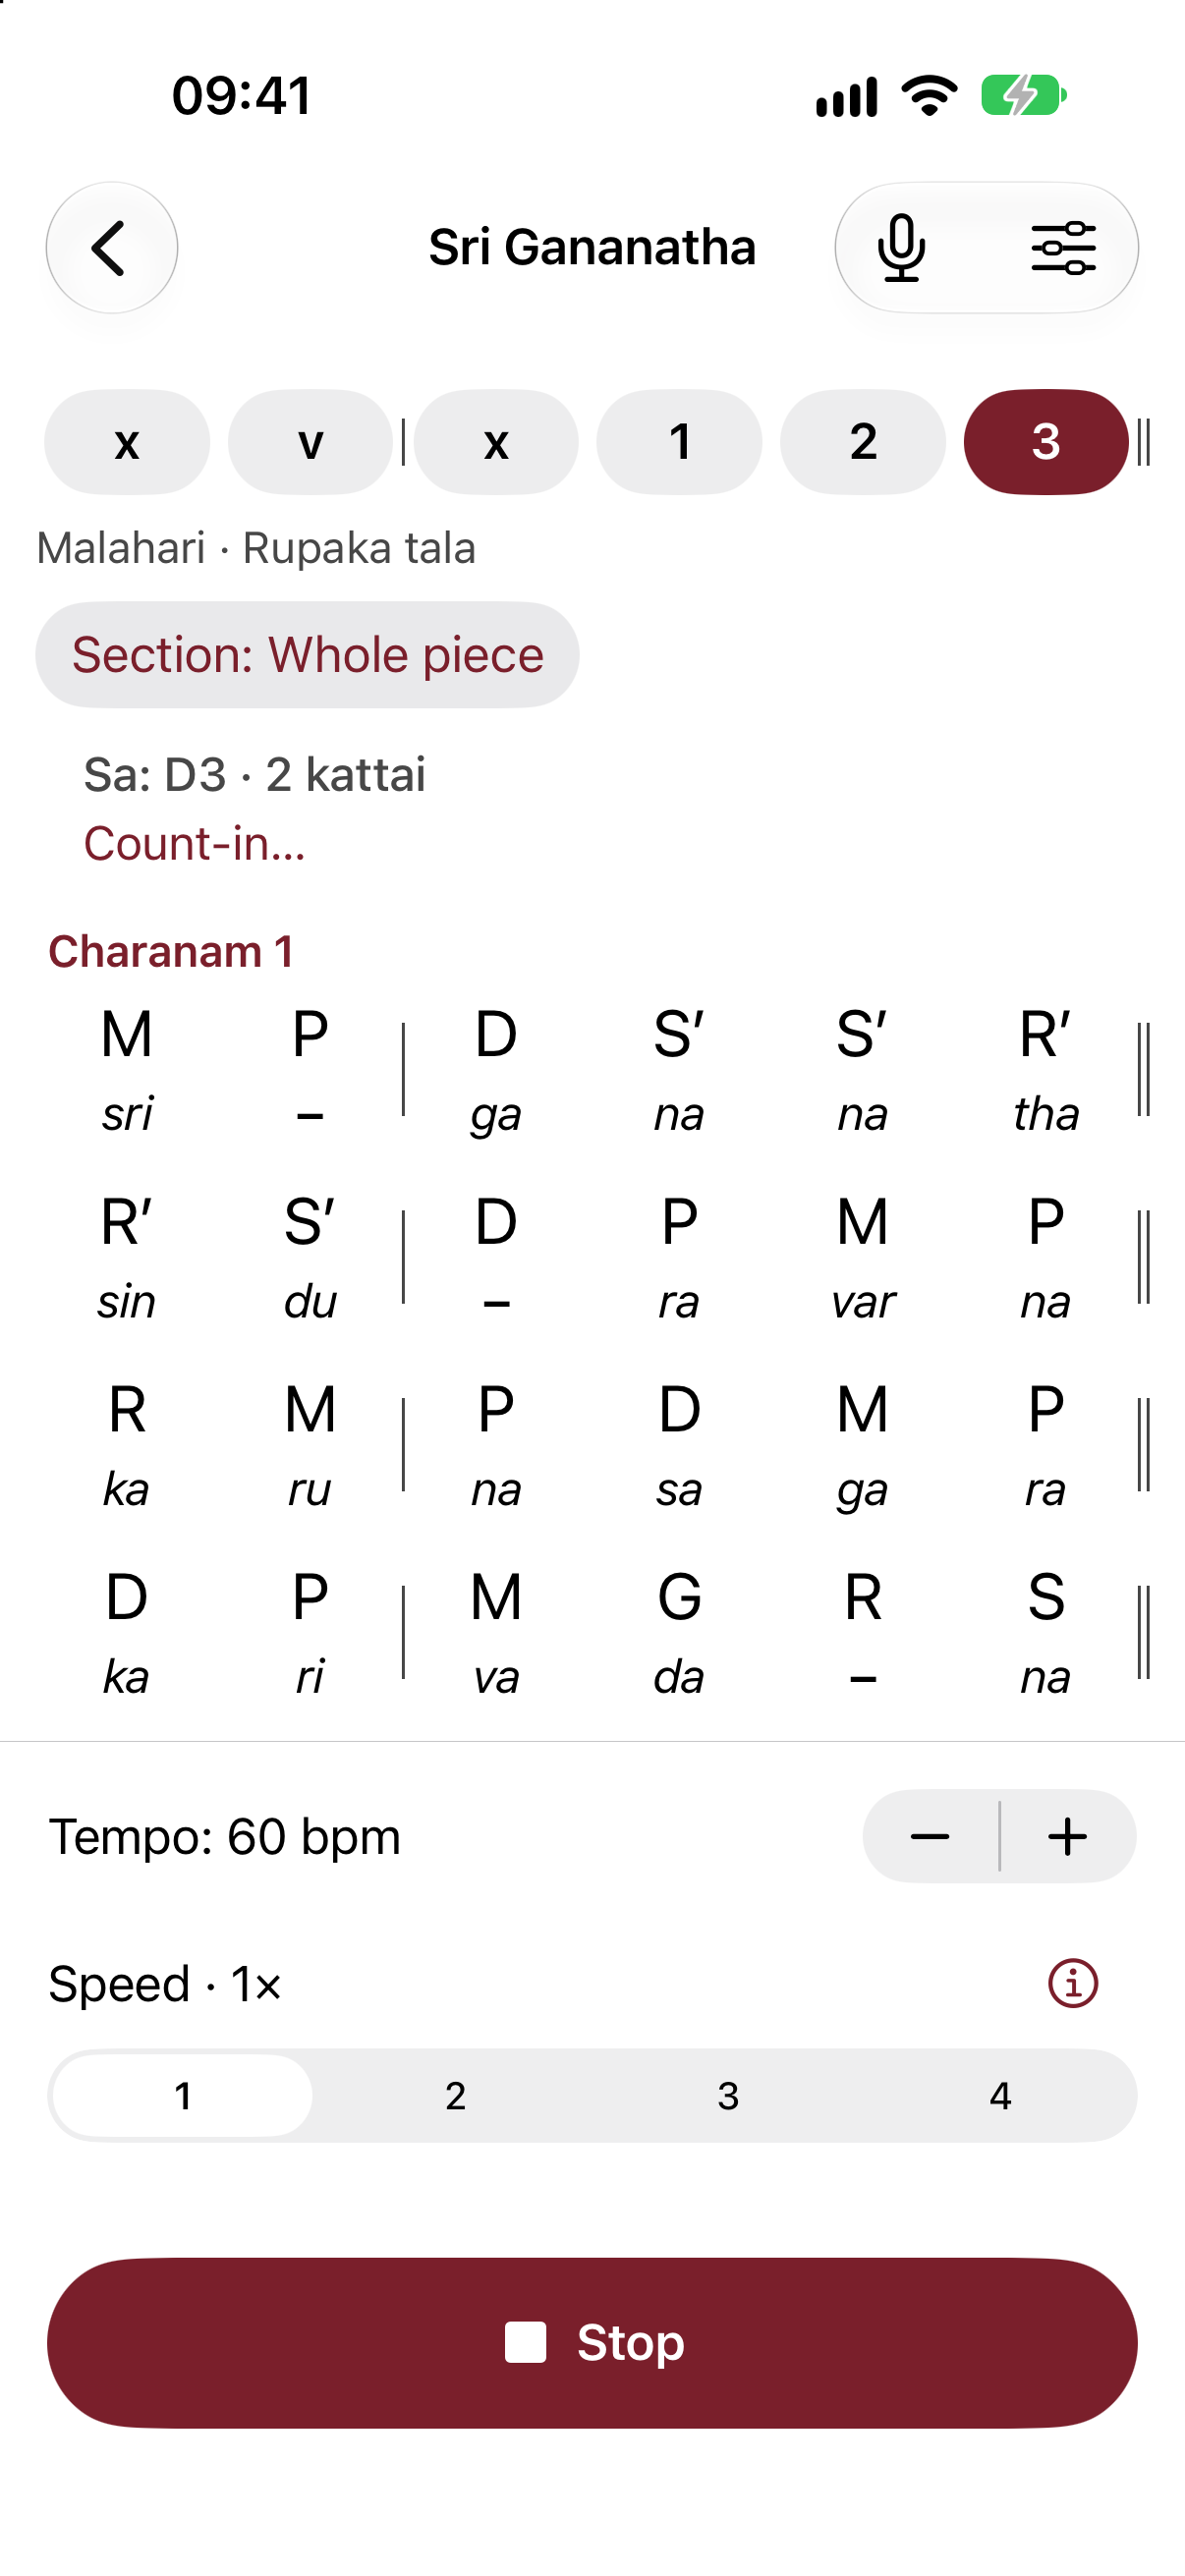 09:41
Sri Gananatha
x v | x 1 2 3 ||
Malahari · Rupaka tala
Section: Whole piece
Sa: D3 · 2 kattai
Count-in...
Charanam 1
M P | D S′ S′ R′ ||
sri – ga na na tha
R′ S′ | D P M P ||
sin du – ra var na
R M | P D M P ||
ka ru na sa ga ra
D P | M G R S ||
ka ri va da – na
Tempo: 60 bpm − +
Speed · 1×
1 2 3 4
Stop